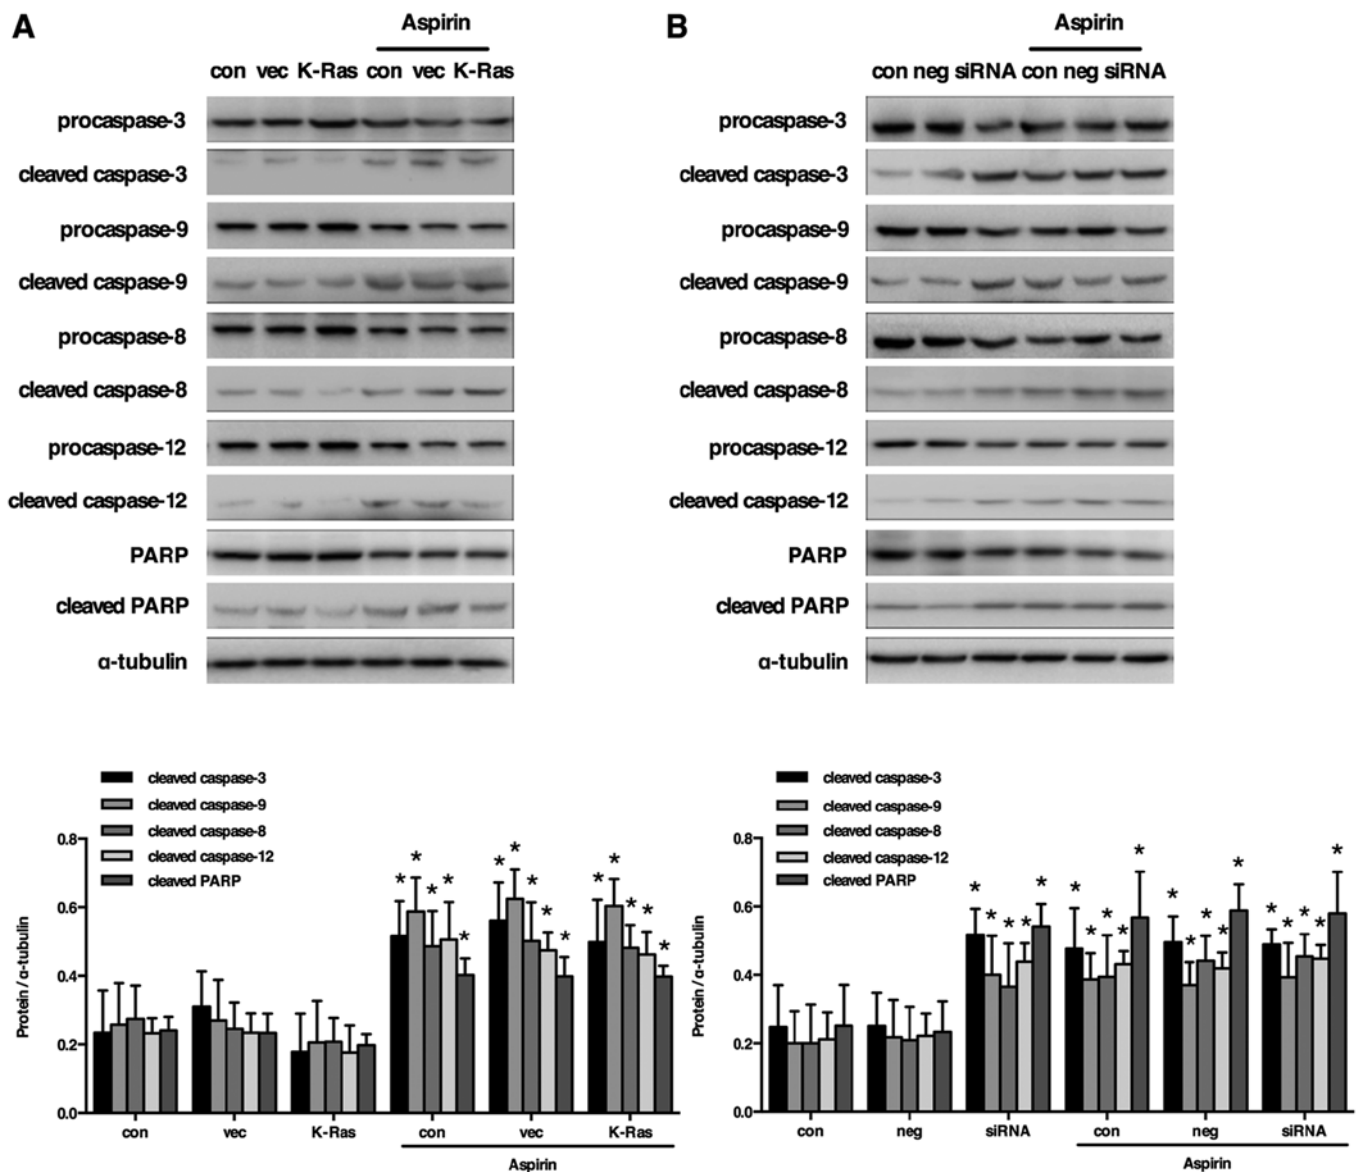 A
Aspirin
con vec K-Ras con vec K-Ras
procaspase-3
cleaved caspase-3
procaspase-9
cleaved caspase-9
procaspase-8
cleaved caspase-8
procaspase-12
cleaved caspase-12
PARP
cleaved PARP
α-tubulin
B
Aspirin
con neg siRNA con neg siRNA
procaspase-3
cleaved caspase-3
procaspase-9
cleaved caspase-9
procaspase-8
cleaved caspase-8
procaspase-12
cleaved caspase-12
PARP
cleaved PARP
α-tubulin
cleaved caspase-3
cleaved caspase-9
cleaved caspase-8
cleaved caspase-12
cleaved PARP
Protein / α-tubulin
0.8
0.6
0.4
0.2
0.0
* * * * * * * * * * * * * * *
con vec K-Ras con vec K-Ras
Aspirin
cleaved caspase-3
cleaved caspase-9
cleaved caspase-8
cleaved caspase-12
cleaved PARP
Protein / α-tubulin
0.8
0.6
0.4
0.2
0.0
* * * * * * * * * * * * * * * * * * * *
con neg siRNA con neg siRNA
Aspirin